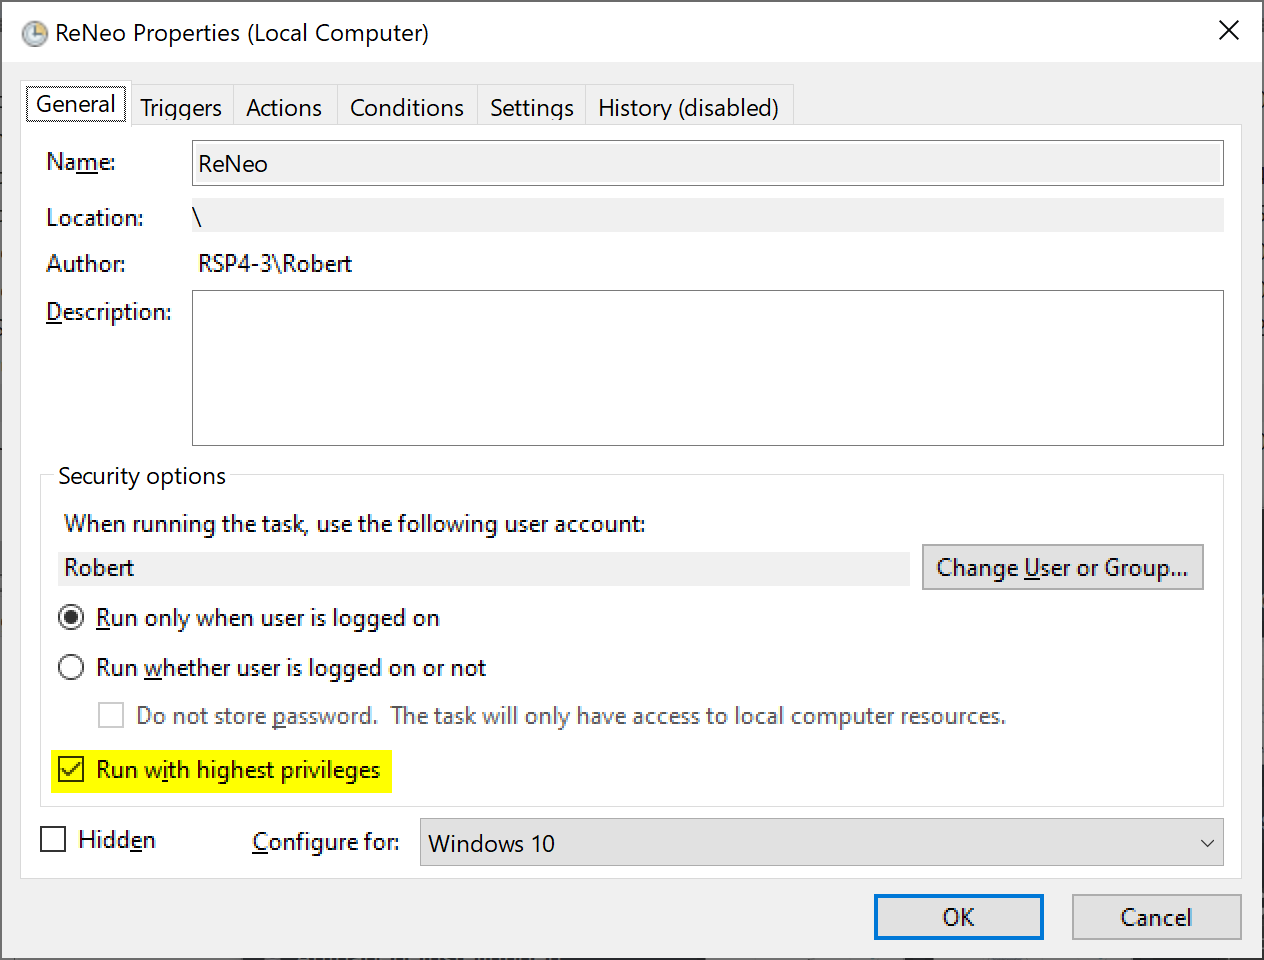 ReNeo Properties (Local Computer)
General Triggers Actions Conditions Settings History (disabled)
Name: ReNeo
Location: \
Author: RSP4-3\Robert
Description:
Security options
When running the task, use the following user account:
Robert Change User or Group...
Run only when user is logged on
Run whether user is logged on or not
Do not store password. The task will only have access to local computer resources.
Run with highest privileges
Hidden Configure for: Windows 10
OK Cancel